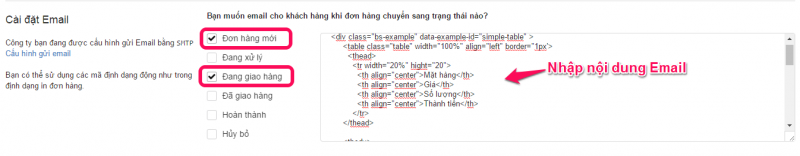 Cài đặt Email
Công ty bạn đang được cấu hình gửi Email bằng SMTP
Cấu hình gửi email
Bạn có thể sử dụng các mã định dạng động như trong
định dạng in đơn hàng.
Bạn muốn email cho khách hàng khi đơn hàng chuyển sang trạng thái nào?
Đơn hàng mới
Đang xử lý
Đang giao hàng
Đã giao hàng
Hoàn thành
Hủy bỏ
<div class="bs-example" data-example-id="simple-table" >
<table class="table" width="100%" align="left" border="1px">
<thead>
<tr width="20%" hight="20">
<th align="center">Mặt hàng</th>
<th align="center">Giá</th>
<th align="center">Số lượng</th>
<th align="center">Thành tiền</th>
</tr>
</thead>
Nhập nội dung Email